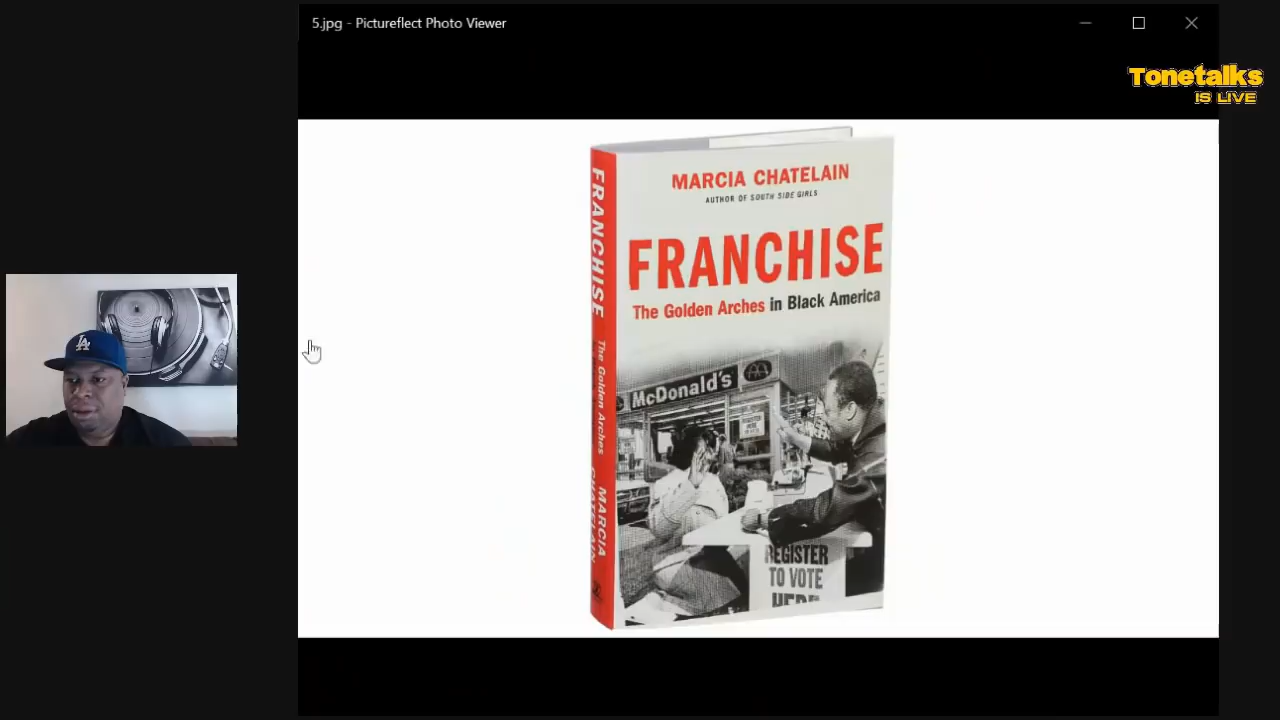 5.jpg - Pictureflect Photo Viewer
Tonetalks
IS LIVE
MARCIA CHATELAIN
AUTHOR OF SOUTH SIDE GIRLS
FRANCHISE
The Golden Arches in Black America
McDonald's
REGISTER
TO VOTE
HERE
FRANCHISE
The Golden Arches
MARCIA
CHATELAIN
LA